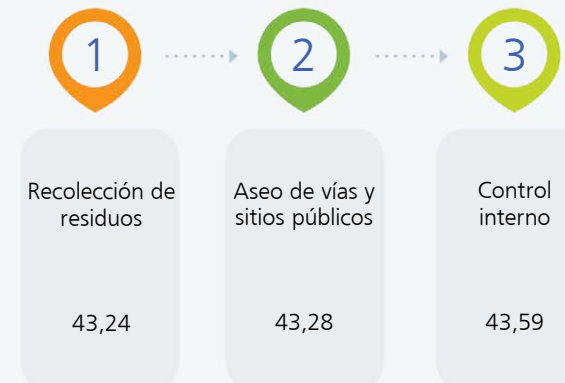 1
2
3
Recolección de
residuos
43,24
Aseo de vías y
sitios públicos
43,28
Control
interno
43,59